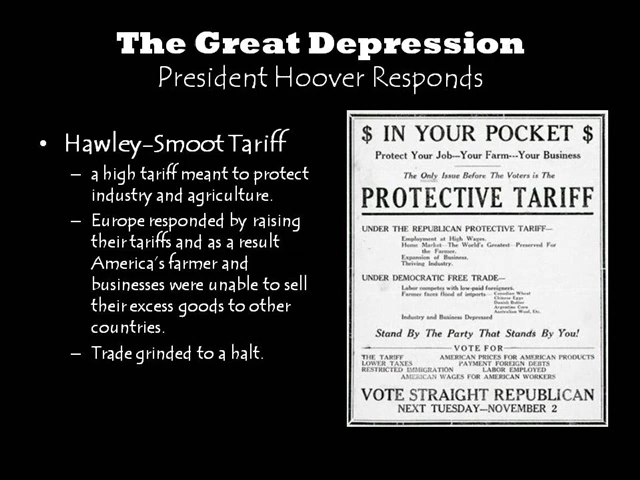 The Great Depression
President Hoover Responds
• Hawley-Smoot Tariff
– a high tariff meant to protect
industry and agriculture.
– Europe responded by raising
their tariffs and as a result
America's farmer and
businesses were unable to sell
their excess goods to other
countries.
– Trade grinded to a halt.
$ IN YOUR POCKET $
Protect Your Job---Your Farm---Your Business
The Only Issue Before The Voters is The
PROTECTIVE TARIFF
UNDER THE REPUBLICAN PROTECTIVE TARIFF—
Employment at High Wages.
Home Market—The World's Greatest—Preserved For
the Farmer.
Expansion of Business.
Thriving Industry.
UNDER DEMOCRATIC FREE TRADE—
Labor competes with low-paid foreigners.
Farmer faces flood of imports—
Canadian Wheat
Chinese Eggs
Danish Butter
Argentine Corn
Australian Wool, Etc.
Industry and Business Depressed
Stand By The Party That Stands By You!
VOTE FOR
THE TARIFF AMERICAN PRICES FOR AMERICAN PRODUCTS
LOWER TAXES PAYMENT FOREIGN DEBTS
RESTRICTED IMMIGRATION LABOR EMPLOYED
AMERICAN WAGES FOR AMERICAN WORKERS
VOTE STRAIGHT REPUBLICAN
NEXT TUESDAY—NOVEMBER 2